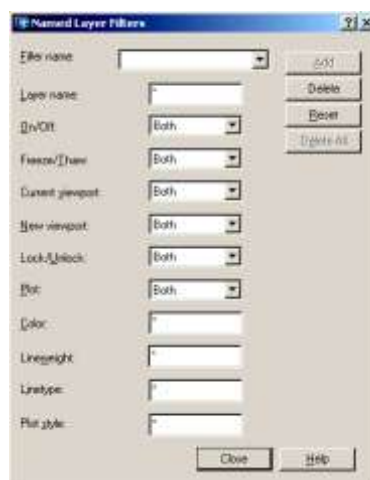 Named Layer Filters
Filter name:
Add
Layer name: *
Delete
On/Off: Both
Reset
Delete All
Freeze/Thaw: Both
Current viewport: Both
New viewport: Both
Lock/Unlock: Both
Plot: Both
Color: *
Lineweight: *
Linetype: *
Plot style: *
Close
Help